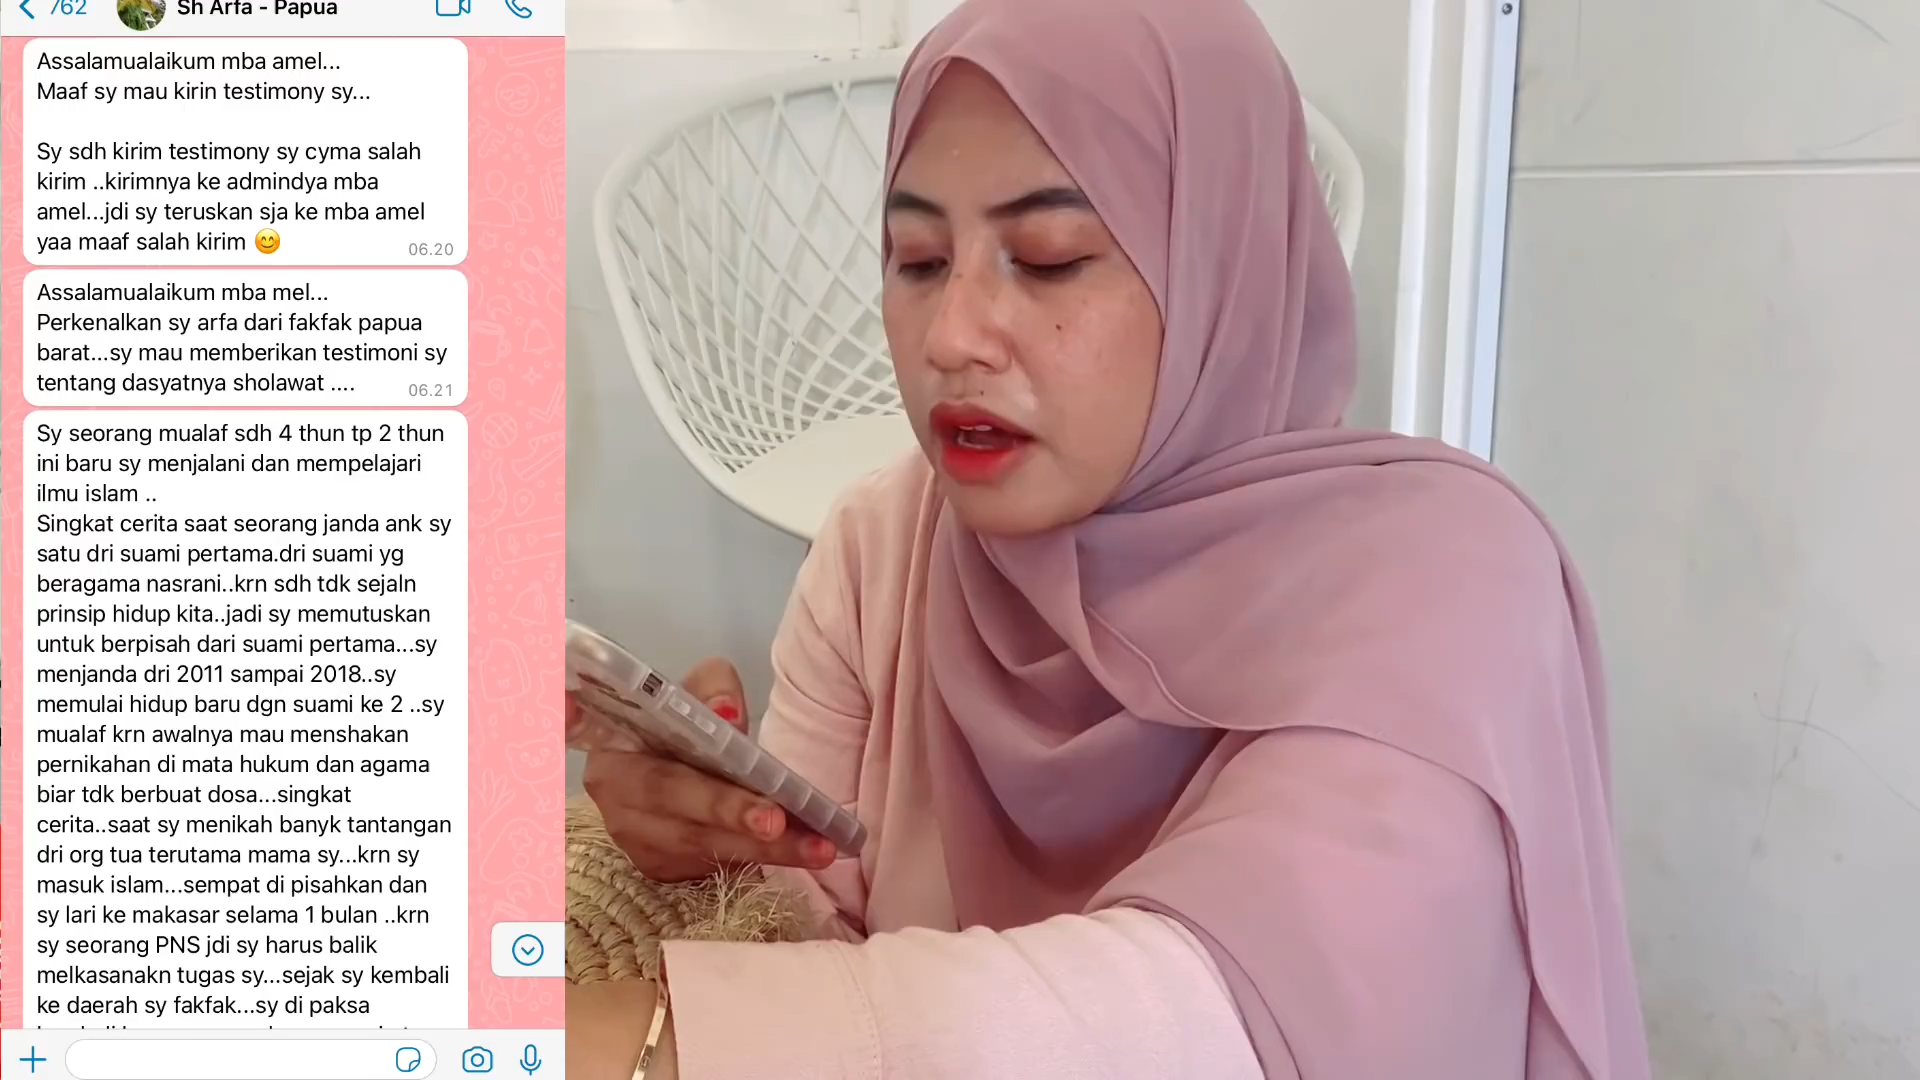 762
Sh Arfa - Papua
Assalamualaikum mba amel...
Maaf sy mau kirin testimony sy...
Sy sdh kirim testimony sy cyma salah
kirim ..kirimnya ke admindya mba
amel...jdi sy teruskan sja ke mba amel
yaa maaf salah kirim 😊
06.20
Assalamualaikum mba mel...
Perkenalkan sy arfa dari fakfak papua
barat...sy mau memberikan testimoni sy
tentang dasyatnya sholawat ....
06.21
Sy seorang mualaf sdh 4 thun tp 2 thun
ini baru sy menjalani dan mempelajari
ilmu islam ..
Singkat cerita saat seorang janda ank sy
satu dri suami pertama.dri suami yg
beragama nasrani..krn sdh tdk sejaln
prinsip hidup kita..jadi sy memutuskan
untuk berpisah dari suami pertama...sy
menjanda dri 2011 sampai 2018..sy
memulai hidup baru dgn suami ke 2 ..sy
mualaf krn awalnya mau menshakan
pernikahan di mata hukum dan agama
biar tdk berbuat dosa...singkat
cerita..saat sy menikah banyk tantangan
dri org tua terutama mama sy...krn sy
masuk islam...sempat di pisahkan dan
sy lari ke makasar selama 1 bulan ..krn
sy seorang PNS jdi sy harus balik
melkasanakn tugas sy...sejak sy kembali
ke daerah sy fakfak...sy di paksa